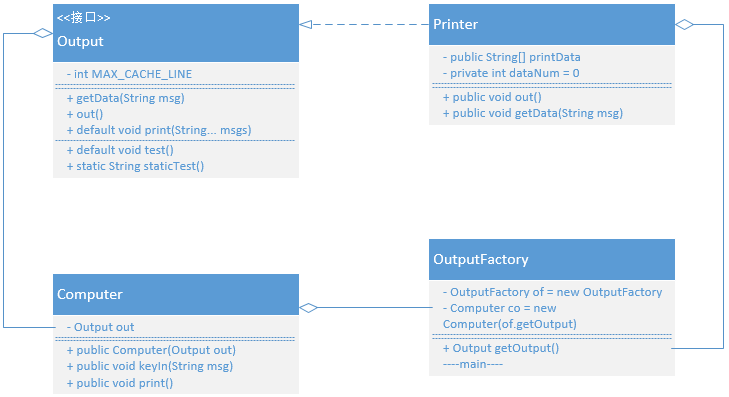 <<接口>>
Output
- int MAX_CACHE_LINE
+ getData(String msg)
+ out()
+ default void print(String... msgs)
+ default void test()
+ static String staticTest()
Printer
- public String[] printData
- private int dataNum = 0
+ public void out()
+ public void getData(String msg)
Computer
- Output out
+ public Computer(Output out)
+ public void keyIn(String msg)
+ public void print()
OutputFactory
- OutputFactory of = new OutputFactory
- Computer co = new
Computer(of.getOutput)
+ Output getOutput()
----main----